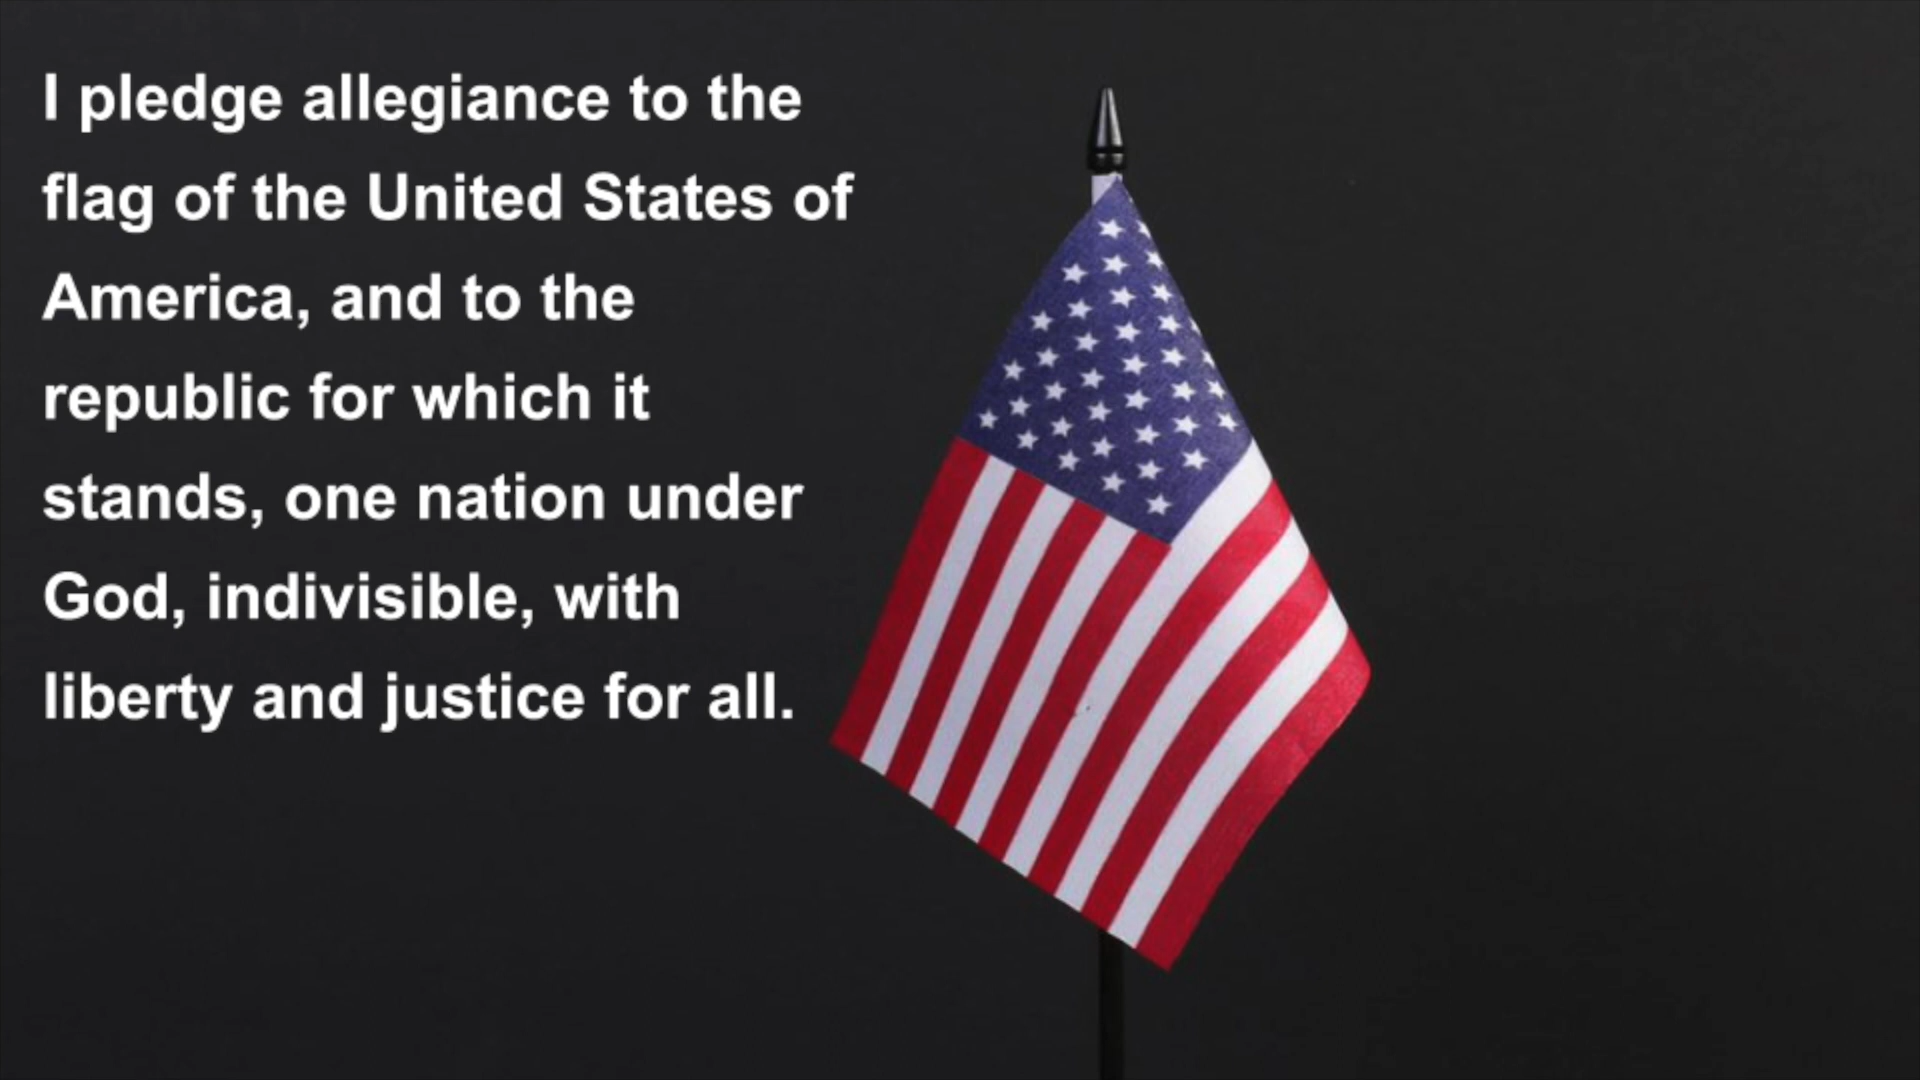 I pledge allegiance to the
flag of the United States of
America, and to the
republic for which it
stands, one nation under
God, indivisible, with
liberty and justice for all.